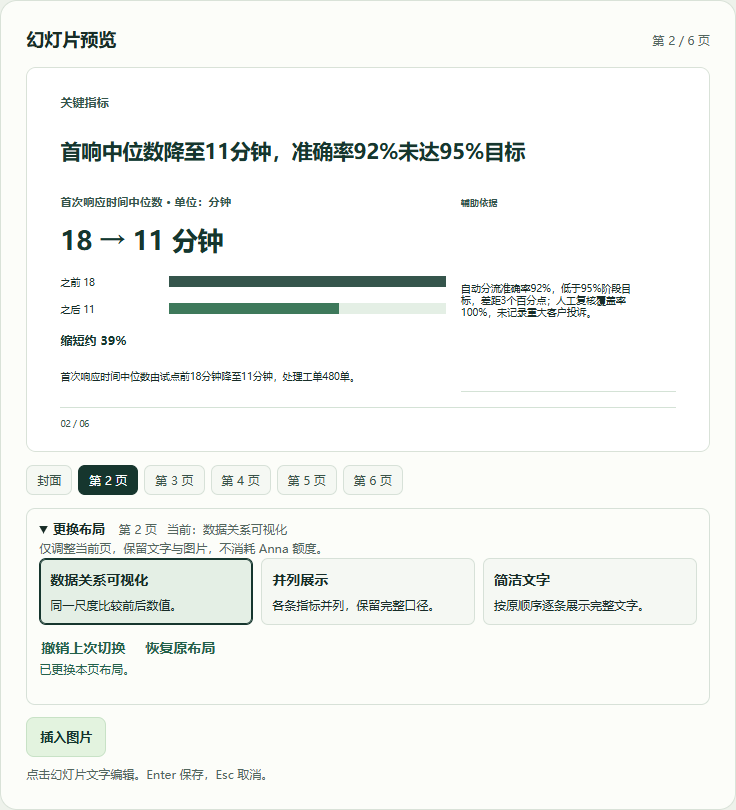 幻灯片预览
第 2 / 6 页
关键指标
首响中位数降至11分钟，准确率92%未达95%目标
首次响应时间中位数 • 单位：分钟
辅助依据
18 → 11 分钟
之前 18
之后 11
自动分流准确率92%，低于95%阶段目
标，差距3个百分点；人工复核覆盖率
100%，未记录重大客户投诉。
缩短约 39%
首次响应时间中位数由试点前18分钟降至11分钟，处理工单480单。
02 / 06
封面
第 2 页
第 3 页
第 4 页
第 5 页
第 6 页
▼ 更换布局 第 2 页 当前：数据关系可视化
仅调整当前页，保留文字与图片，不消耗 Anna 额度。
数据关系可视化
同一尺度比较前后数值。
并列展示
各条指标并列，保留完整口径。
简洁文字
按原顺序逐条展示完整文字。
撤销上次切换
恢复原布局
已更换本页布局。
插入图片
点击幻灯片文字编辑。Enter 保存，Esc 取消。